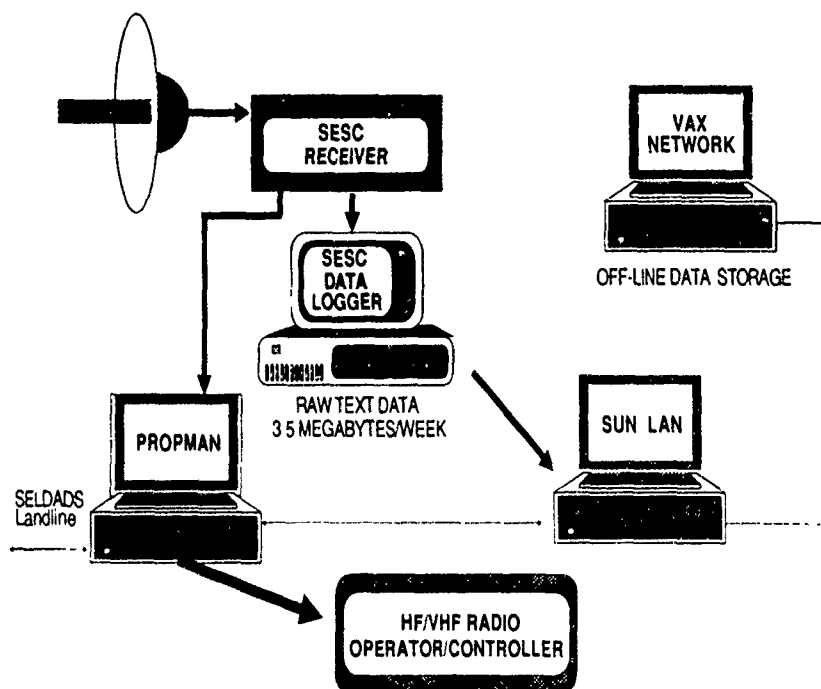 SESC
RECEIVER
VAX
NETWORK
OFF-LINE DATA STORAGE
SESC
DATA
LOGGER
RAW TEXT DATA
3 5 MEGABYTES/WEEK
PROPMAN
SUN LAN
SELDADS
Landline
HF/VHF RADIO
OPERATOR/CONTROLLER